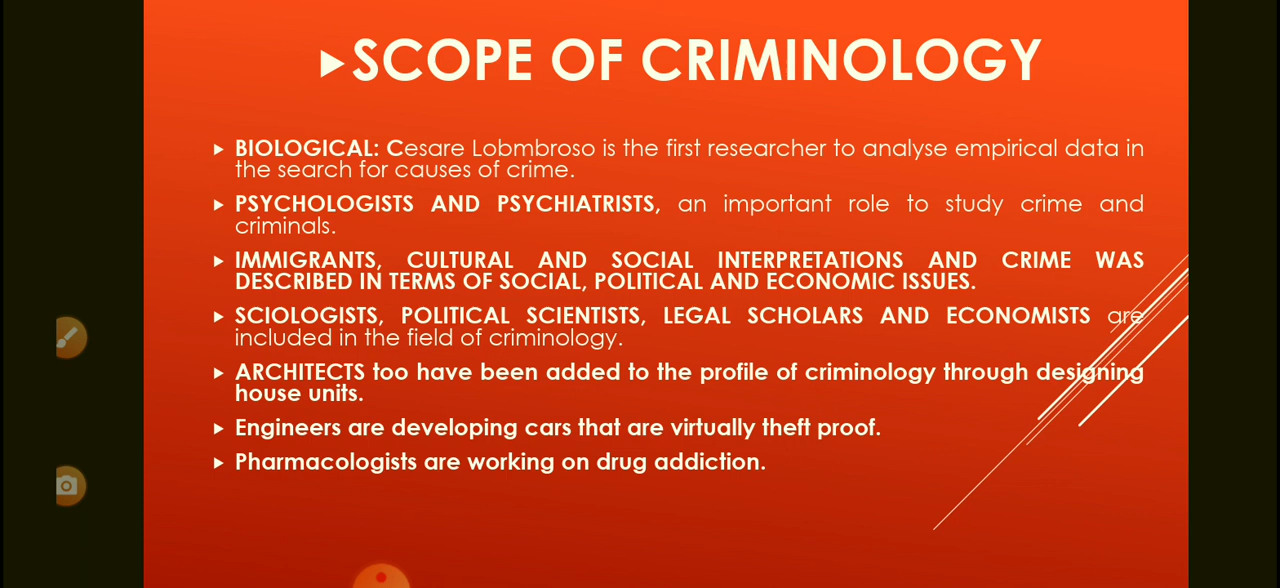 SCOPE OF CRIMINOLOGY
BIOLOGICAL: Cesare Lobmbroso is the first researcher to analyse empirical data in
the search for causes of crime.
PSYCHOLOGISTS AND PSYCHIATRISTS, an important role to study crime and
criminals.
IMMIGRANTS, CULTURAL AND SOCIAL INTERPRETATIONS AND CRIME WAS
DESCRIBED IN TERMS OF SOCIAL, POLITICAL AND ECONOMIC ISSUES.
SCIOLOGISTS, POLITICAL SCIENTISTS, LEGAL SCHOLARS AND ECONOMISTS are
included in the field of criminology.
ARCHITECTS too have been added to the profile of criminology through designing
house units.
Engineers are developing cars that are virtually theft proof.
Pharmacologists are working on drug addiction.